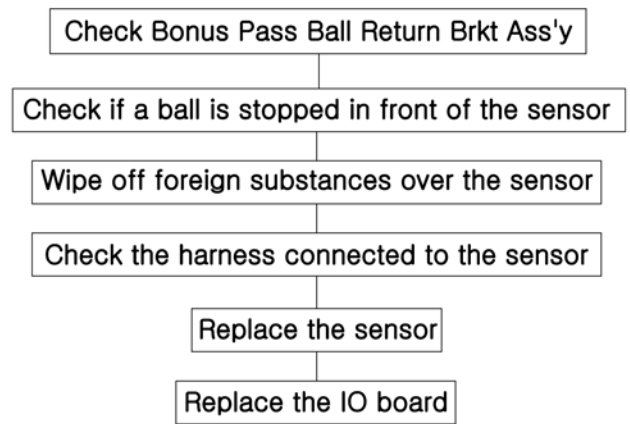 Check Bonus Pass Ball Return Brkt Ass'y
Check if a ball is stopped in front of the sensor
Wipe off foreign substances over the sensor
Check the harness connected to the sensor
Replace the sensor
Replace the IO board